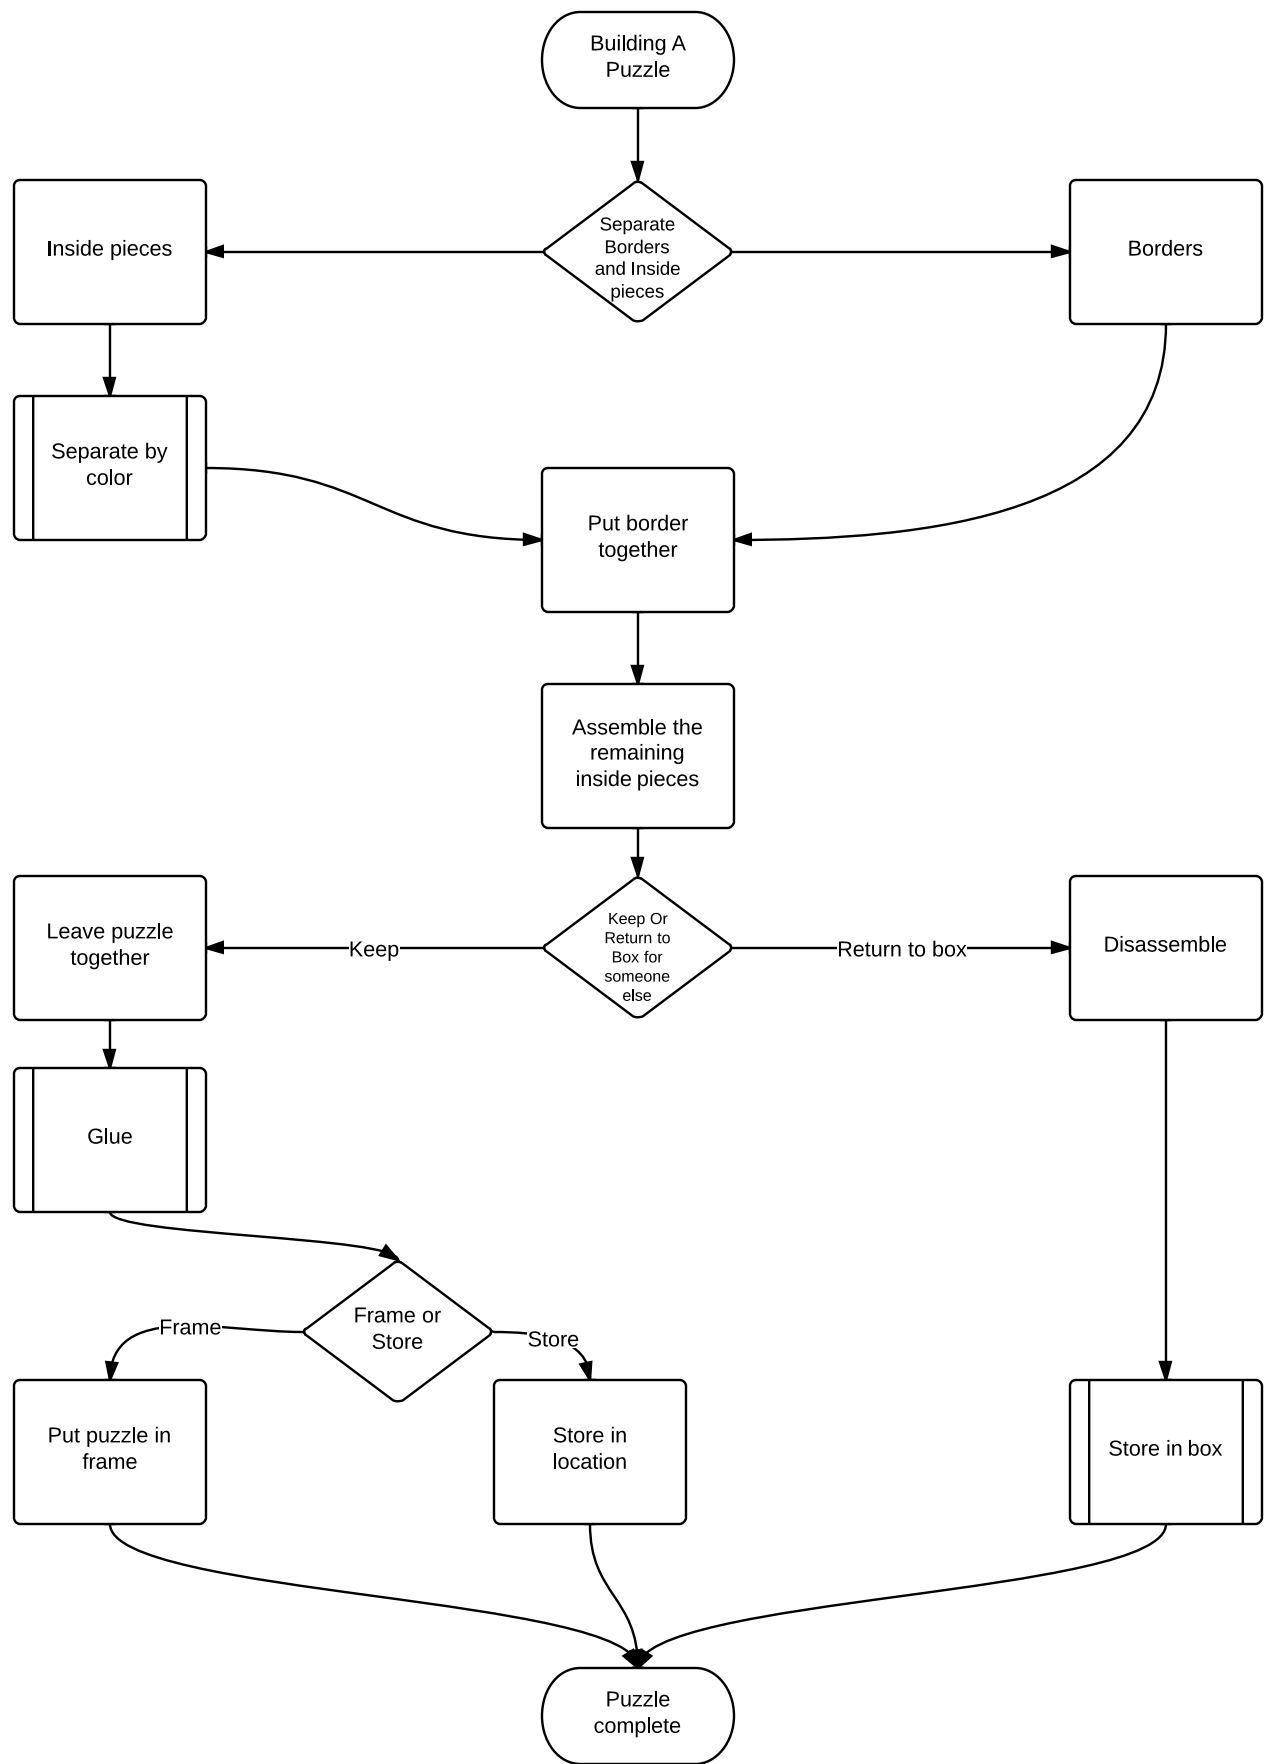 Building A
Puzzle
Inside pieces
Separate
Borders
and Inside
pieces
Borders
Separate by
color
Put border
together
Assemble the
remaining
inside pieces
Leave puzzle
together
Keep
Keep Or
Return to
Box for
someone
else
Return to box
Disassemble
Glue
Frame
Frame or
Store
Store
Put puzzle in
frame
Store in
location
Store in box
Puzzle
complete